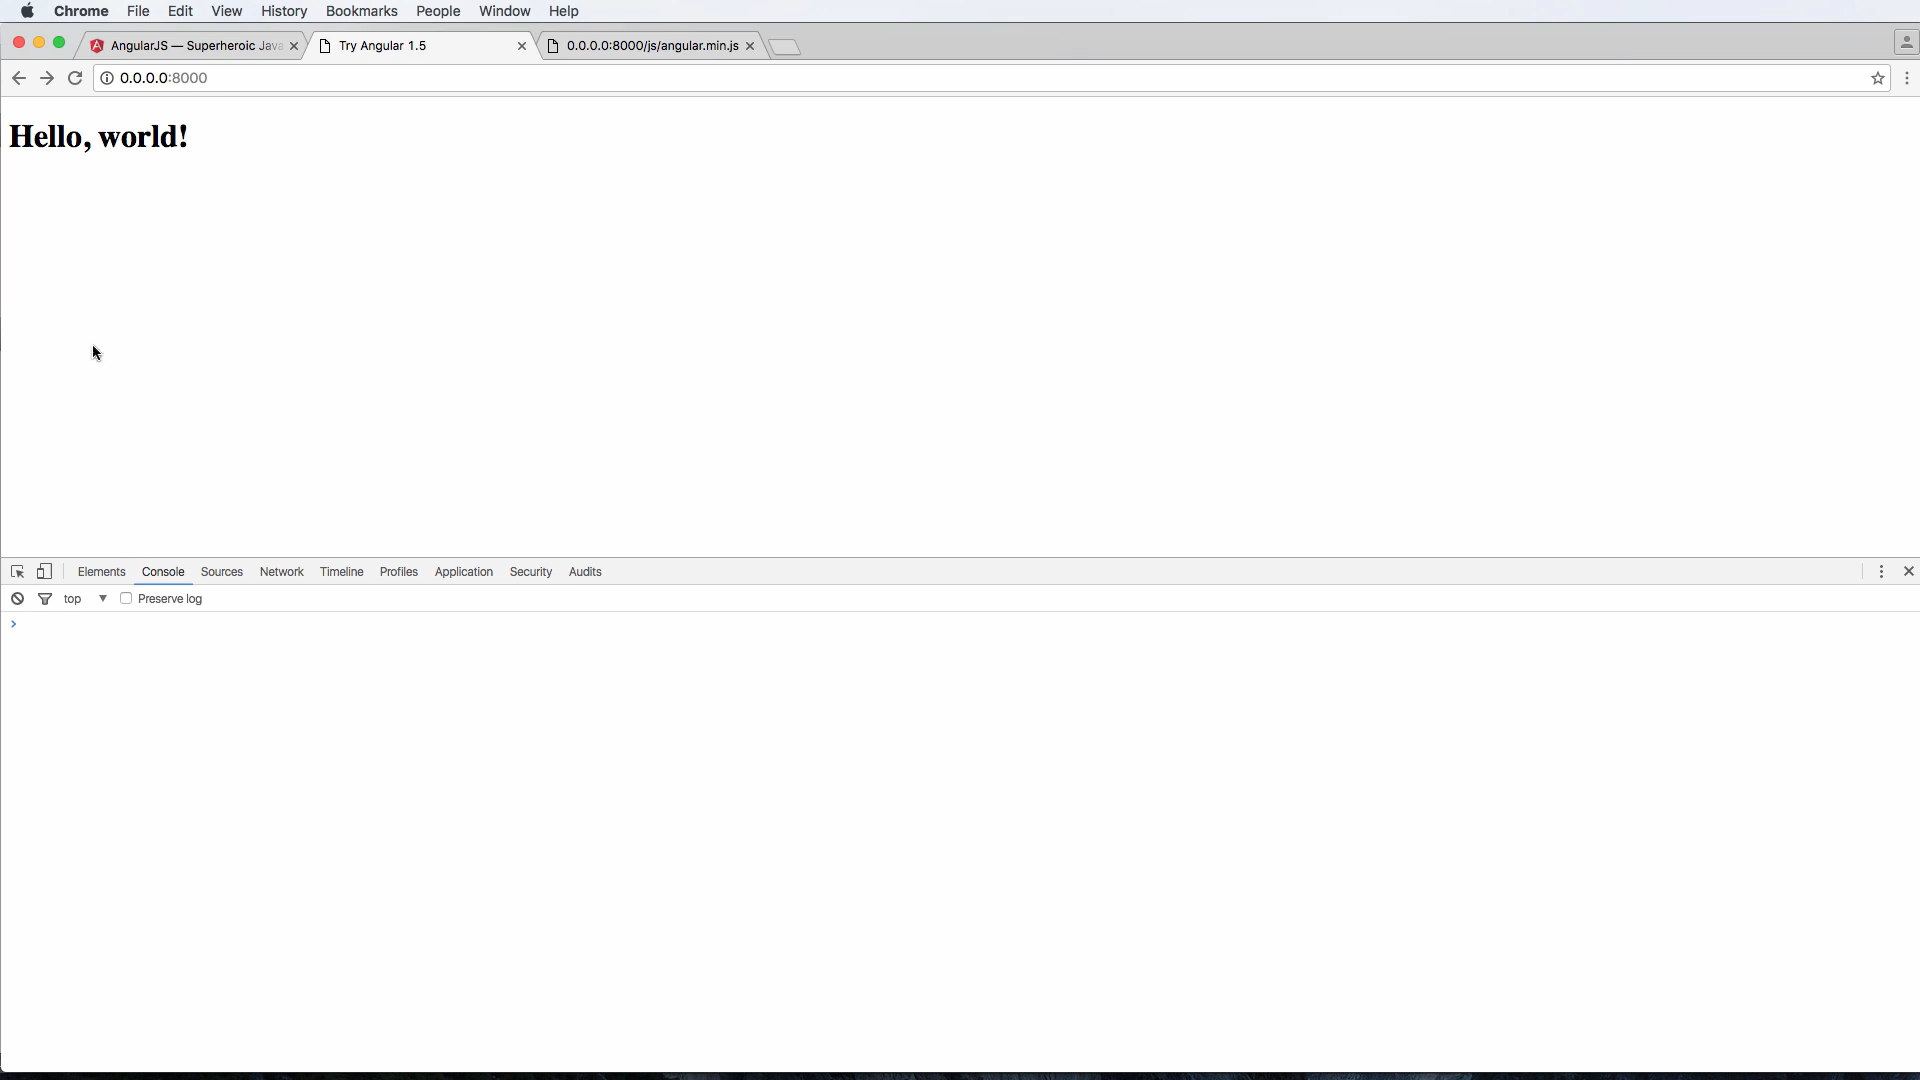 Chrome File Edit View History Bookmarks People Window Help
AngularJS — Superheroic Java Try Angular 1.5 0.0.0.0:8000/js/angular.min.js
0.0.0.0:8000
Hello, world!
Elements Console Sources Network Timeline Profiles Application Security Audits
top Preserve log